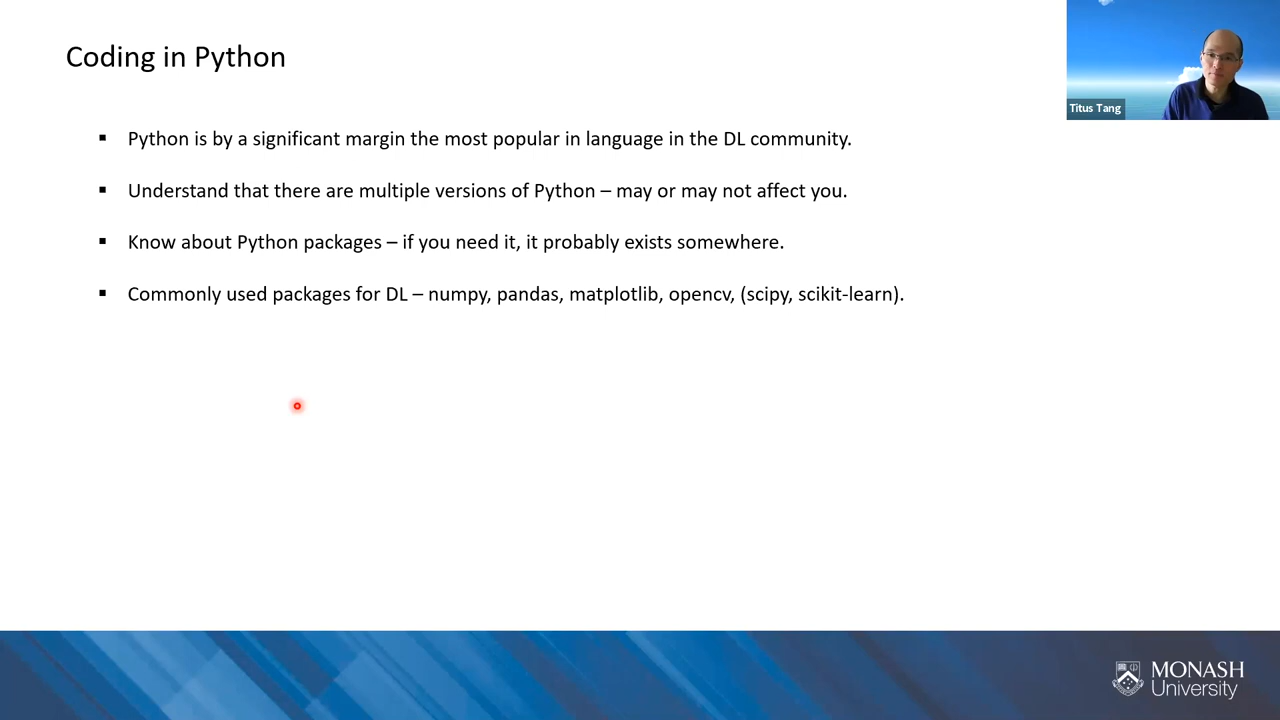 Coding in Python
Titus Tang
▪ Python is by a significant margin the most popular in language in the DL community.
▪ Understand that there are multiple versions of Python – may or may not affect you.
▪ Know about Python packages – if you need it, it probably exists somewhere.
▪ Commonly used packages for DL – numpy, pandas, matplotlib, opencv, (scipy, scikit-learn).
MONASH
University